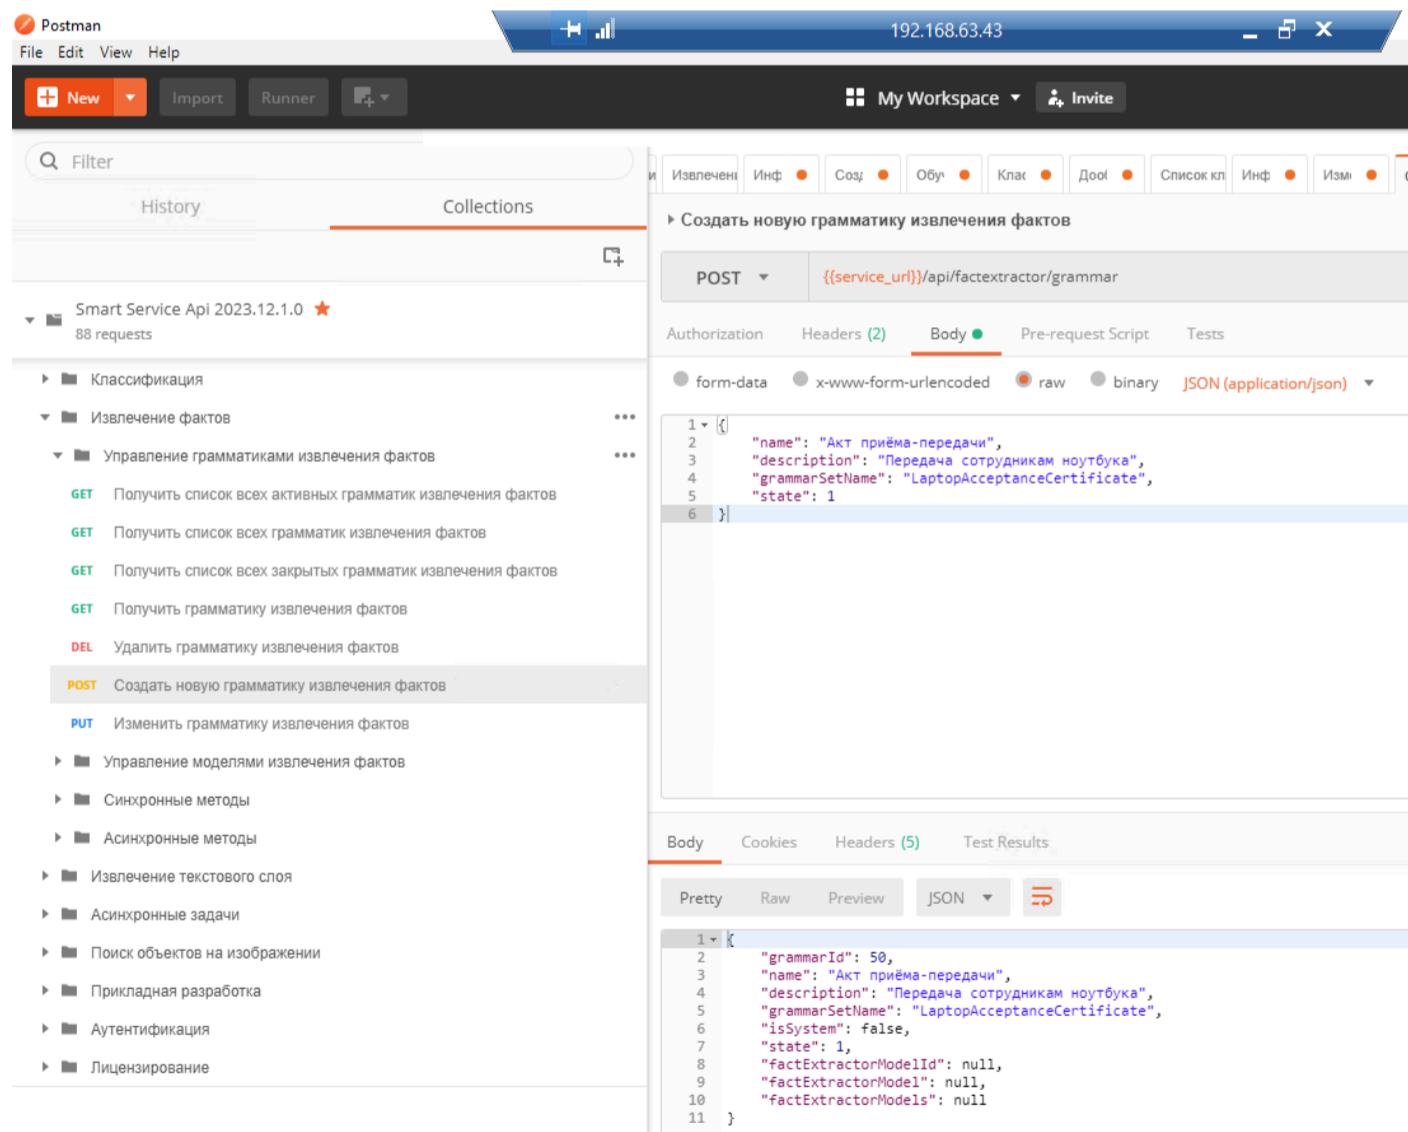 Postman
192.168.63.43
File Edit View Help
New
Import
Runner
My Workspace
Invite
Filter
History
Collections
Smart Service Api 2023.12.1.0
88 requests
Классификация
Извлечение фактов
Управление грамматиками извлечения фактов
GET Получить список всех активных грамматик извлечения фактов
GET Получить список всех грамматик извлечения фактов
GET Получить список всех закрытых грамматик извлечения фактов
GET Получить грамматику извлечения фактов
DEL Удалить грамматику извлечения фактов
POST Создать новую грамматику извлечения фактов
PUT Изменить грамматику извлечения фактов
Управление моделями извлечения фактов
Синхронные методы
Асинхронные методы
Извлечение текстового слоя
Асинхронные задачи
Поиск объектов на изображении
Прикладная разработка
Аутентификация
Лицензирование
Извлечени Инф Соз Обу Клас Доо Список кл Инф Изм
Создать новую грамматику извлечения фактов
POST {{service_url}}/api/factextractor/grammar
Authorization Headers (2) Body Pre-request Script Tests
form-data x-www-form-urlencoded raw binary JSON (application/json)
1 {
2 "name": "Акт приёма-передачи",
3 "description": "Передача сотрудникам ноутбука",
4 "grammarSetName": "LaptopAcceptanceCertificate",
5 "state": 1
6 }
Body Cookies Headers (5) Test Results
Pretty Raw Preview JSON
1 {
2 "grammarId": 50,
3 "name": "Акт приёма-передачи",
4 "description": "Передача сотрудникам ноутбука",
5 "grammarSetName": "LaptopAcceptanceCertificate",
6 "isSystem": false,
7 "state": 1,
8 "factExtractorModelId": null,
9 "factExtractorModel": null,
10 "factExtractorModels": null
11 }